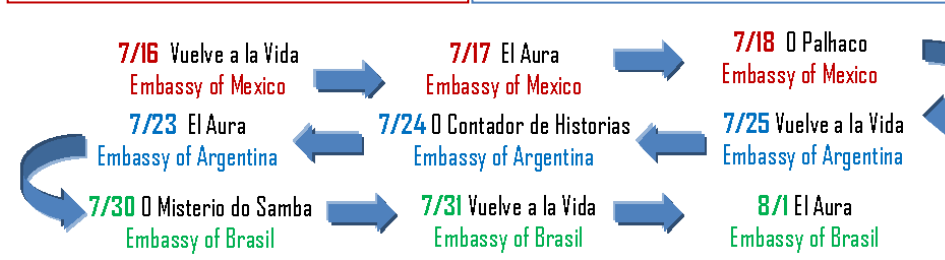 7/16 Vuelve a la Vida
Embassy of Mexico
7/17 El Aura
Embassy of Mexico
7/18 O Palhaco
Embassy of Mexico
7/23 El Aura
Embassy of Argentina
7/24 O Contador de Historias
Embassy of Argentina
7/25 Vuelve a la Vida
Embassy of Argentina
7/30 O Misterio do Samba
Embassy of Brasil
7/31 Vuelve a la Vida
Embassy of Brasil
8/1 El Aura
Embassy of Brasil